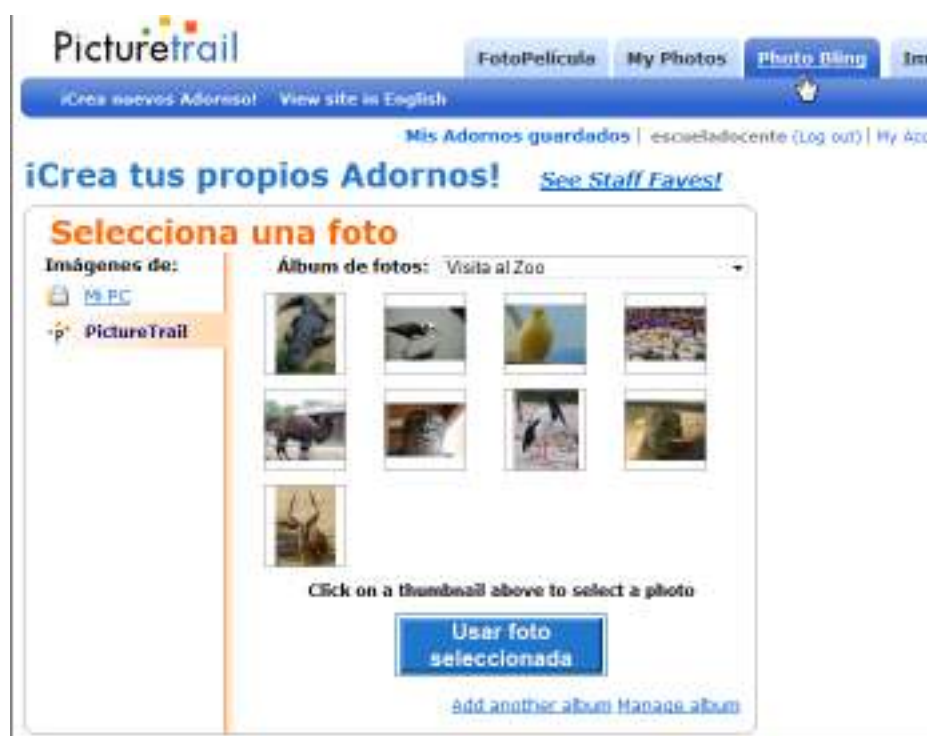 Picturetrail
FotoPelícula My Photos Photo Bling
¡Crea nuevos Adornos! View site in English
Mis Adornos guardados | escueladocente (Log out) | My
¡Crea tus propios Adornos! See Staff Faves!
Selecciona una foto
Imágenes de:
Álbum de fotos: Visita al Zoo
Mi PC
PictureTrail
Click on a thumbnail above to select a photo
Usar foto
seleccionada
Add another album Manage album